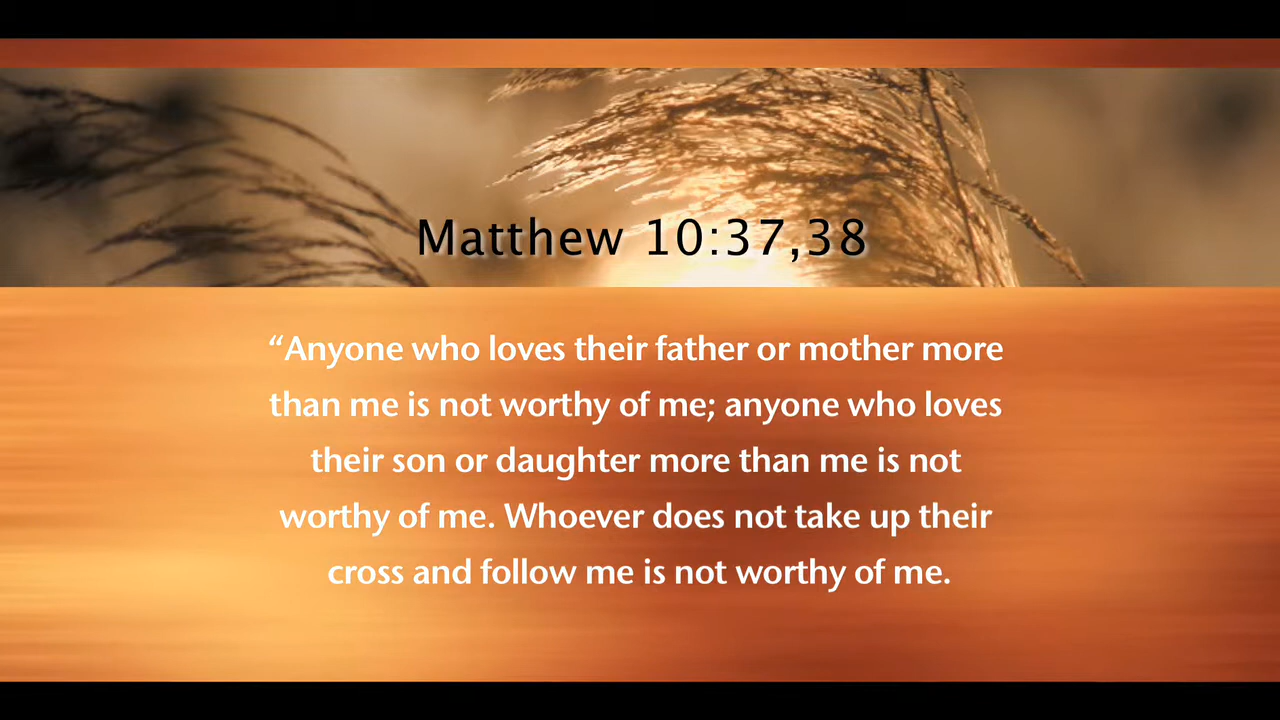 Matthew 10:37,38
“Anyone who loves their father or mother more
than me is not worthy of me; anyone who loves
their son or daughter more than me is not
worthy of me. Whoever does not take up their
cross and follow me is not worthy of me.